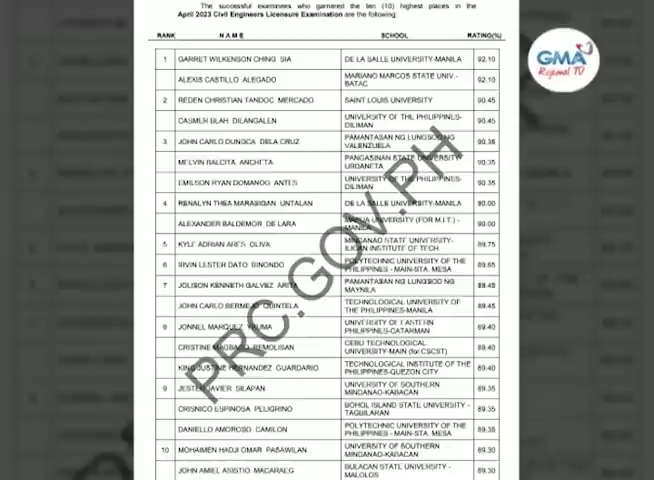 The successful examinees who garnered the ten (10) highest places in the
April 2023 Civil Engineers Licensure Examination are the following:
RANK NAME SCHOOL RATING(%)
1 GARRET WILKENSON CHING SIA DE LA SALLE UNIVERSITY-MANILA 92.10
ALEXIS CASTILLO ALEGADO MARIANO MARCOS STATE UNIV.-
BATAC 92.10
2 REDEN CHRISTIAN TANDOC MERCADO SAINT LOUIS UNIVERSITY 90.45
CASMER BLAH DILANGALEN UNIVERSITY OF THE PHILIPPINES-
DILIMAN 90.45
3 JOHN CARLO DUNGCA DELA CRUZ PAMANTASAN NG LUNGSOD NG
VALENZUELA 90.35
MELVIN BALCITA ANCHETA PANGASINAN STATE UNIVERSITY-
URDANETA 90.35
EMILSON RYAN DOMANOG ANTES UNIVERSITY OF THE PHILIPPINES-
DILIMAN 90.35
4 RENALYN THEA MARASIGAN UNTALAN DE LA SALLE UNIVERSITY-MANILA 90.00
ALEXANDER BALDEMOR DE LARA MAPUA UNIVERSITY (FOR M.I.T.) -
MANILA 90.00
5 KYLE ADRIAN ARES OLIVA MINDANAO STATE UNIVERSITY-
ILIGAN INSTITUTE OF TECH. 89.75
6 IRVIN LESTER DATO BINONDO POLYTECHNIC UNIVERSITY OF THE
PHILIPPINES - MAIN-STA. MESA 89.65
7 JOLISON KENNETH GALVEZ ARITA PAMANTASAN NG LUNGSOD NG
MAYNILA 89.45
JOHN CARLO BERMEJO QUINTELA TECHNOLOGICAL UNIVERSITY OF
THE PHILIPPINES-MANILA 89.45
8 JONNEL MARQUEZ UNIVERSITY OF EASTERN
PHILIPPINES-CATARMAN 89.40
CRISTINE MAGBAGO REMOLISAN CEBU TECHNOLOGICAL
UNIVERSITY-MAIN (for.CSCST) 89.40
KING JUSTINE HERNANDEZ GUARDARIO TECHNOLOGICAL INSTITUTE OF THE
PHILIPPINES-QUEZON CITY 89.40
9 JESTER JAVIER SILAPAN UNIVERSITY OF SOUTHERN
MINDANAO-KABACAN 89.35
CRISNICO ESPINOSA PELIGRINO BOHOL ISLAND STATE UNIVERSITY -
TAGBILARAN 89.35
DANIELLO AMOROSO CAMILON POLYTECHNIC UNIVERSITY OF THE
PHILIPPINES - MAIN-STA. MESA 89.35
10 MOHAIMEN HADJI OMAR PASAWILAN UNIVERSITY OF SOUTHERN
MINDANAO-KABACAN 89.30
JOHN AMIEL ASISTIO MACARAEG BULACAN STATE UNIVERSITY -
MALOLOS 89.30
PRC.GOV.PH
GMA
Regional TV